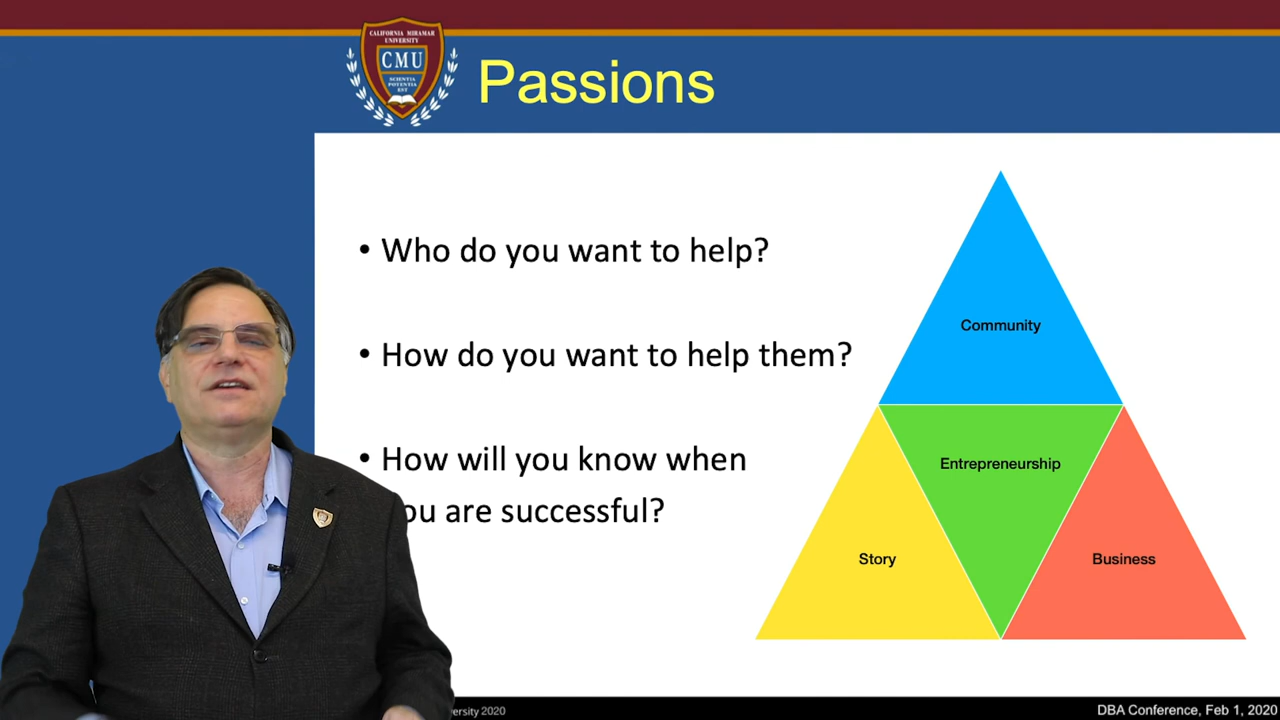 CALIFORNIA MIRAMAR
UNIVERSITY
CMU
SCIENTIA
POTENTIA
EST
Passions
• Who do you want to help?
• How do you want to help them?
• How will you know when
ou are successful?
Community
Entrepreneurship
Story
Business
ersity 2020
DBA Conference, Feb 1, 2020